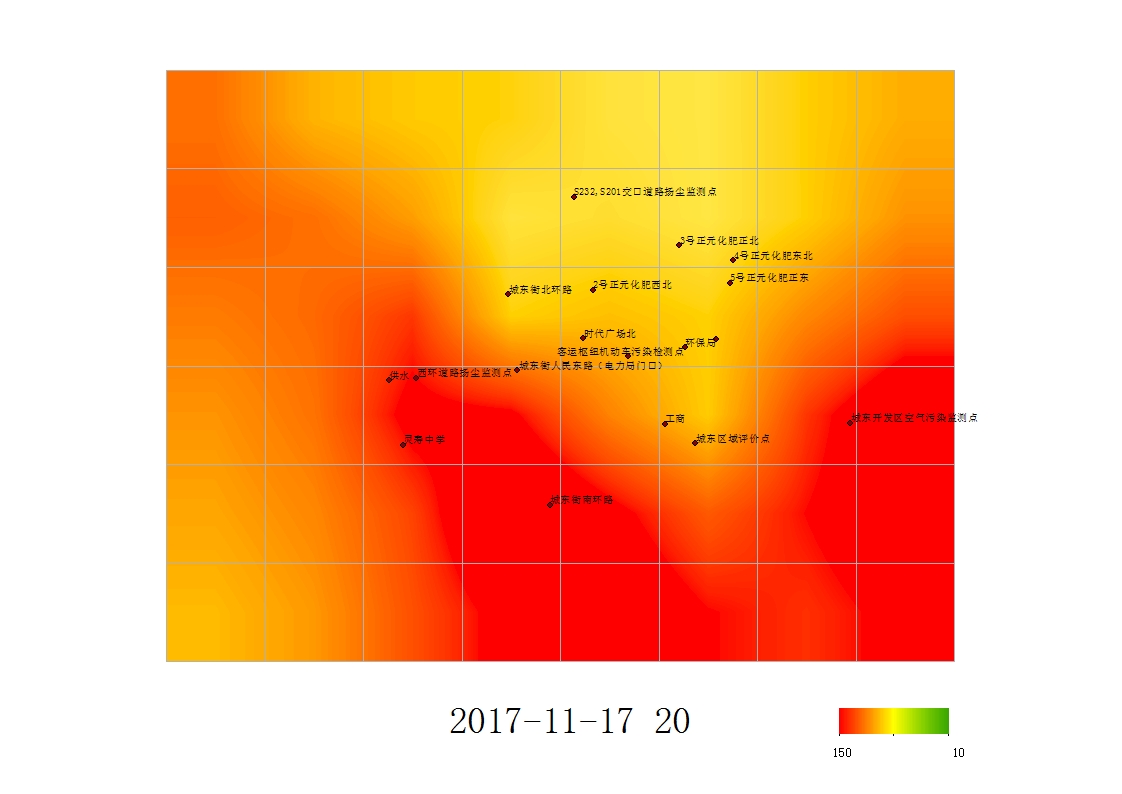 S232,S201交口道路扬尘监测点
3号正元化肥正北
4号正元化肥东北
5号正元化肥正东
2号正元化肥西北
城东街北环路
时代广场北
环保局
客运枢纽机动车污染检测点
城东街人民东路（电力局门口）
西环道路扬尘监测点
供水
工商
城东开发区空气污染监测点
城东区域评价点
灵寿中学
城东街南环路
2017-11-17 20
150
10